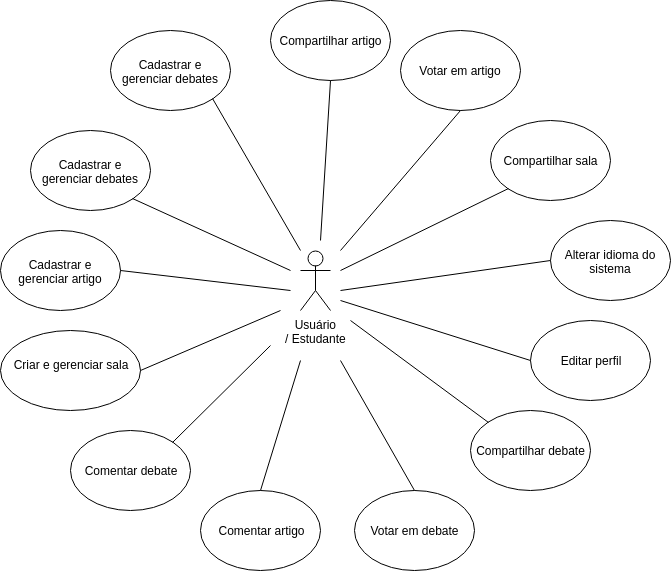 Compartilhar artigo
Cadastrar e
gerenciar debates
Votar em artigo
Cadastrar e
gerenciar debates
Compartilhar sala
Cadastrar e
gerenciar artigo
Alterar idioma do
sistema
Usuário
/ Estudante
Criar e gerenciar sala
Editar perfil
Compartilhar debate
Comentar debate
Comentar artigo
Votar em debate